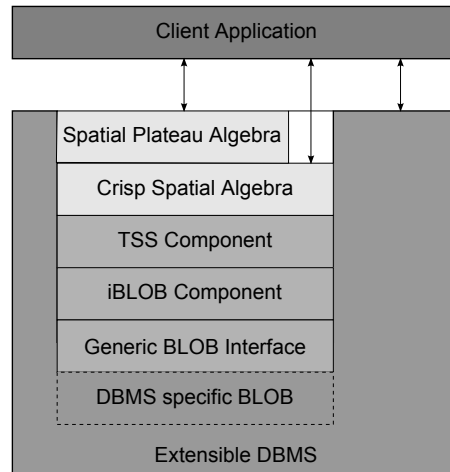 Client Application
Spatial Plateau Algebra
Crisp Spatial Algebra
TSS Component
iBLOB Component
Generic BLOB Interface
DBMS specific BLOB
Extensible DBMS